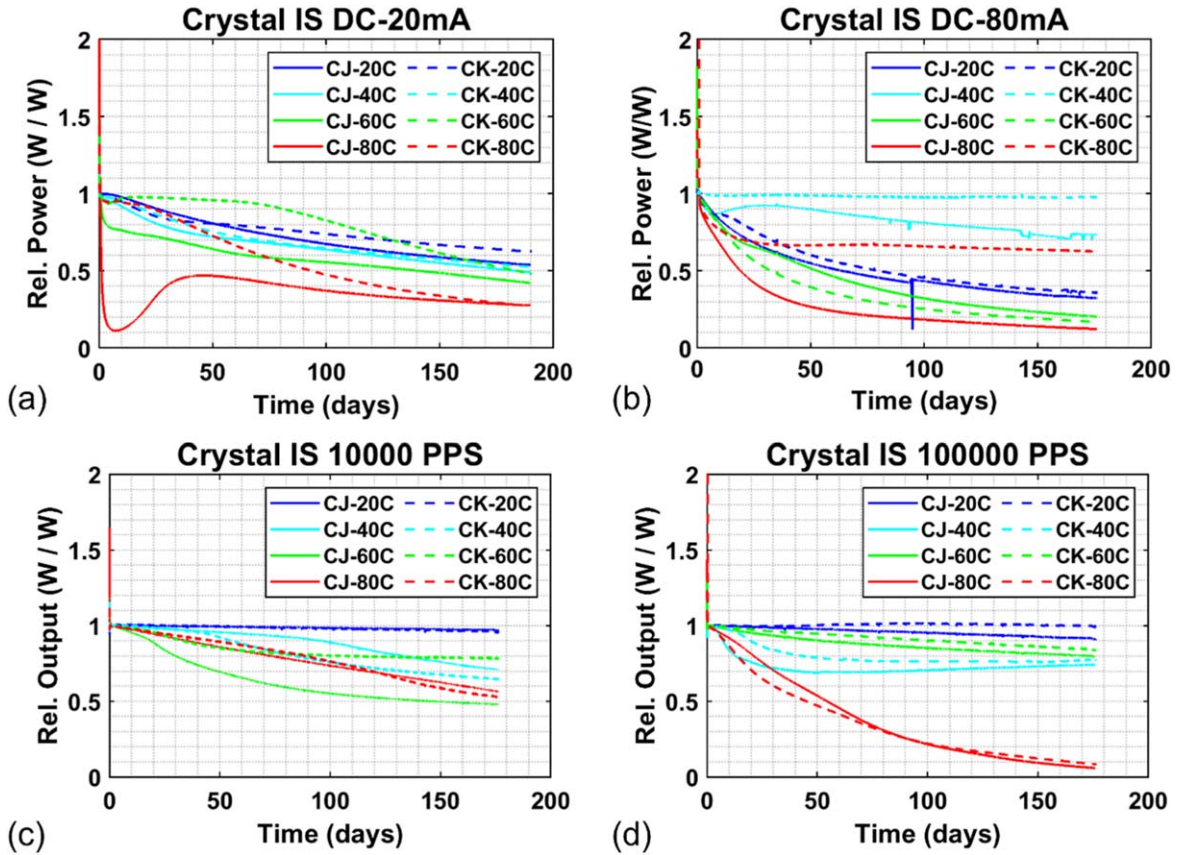 Crystal IS DC-20mA
Rel. Power (W / W)
2
1.5
1
0.5
0
CJ-20C CK-20C
CJ-40C CK-40C
CJ-60C CK-60C
CJ-80C CK-80C
0 50 100 150 200
(a) Time (days)
Crystal IS DC-80mA
Rel. Power (W/W)
2
1.5
1
0.5
0
CJ-20C CK-20C
CJ-40C CK-40C
CJ-60C CK-60C
CJ-80C CK-80C
0 50 100 150 200
(b) Time (days)
Crystal IS 10000 PPS
Rel. Output (W / W)
2
1.5
1
0.5
0
CJ-20C CK-20C
CJ-40C CK-40C
CJ-60C CK-60C
CJ-80C CK-80C
0 50 100 150 200
(c) Time (days)
Crystal IS 100000 PPS
Rel. Output (W / W)
2
1.5
1
0.5
0
CJ-20C CK-20C
CJ-40C CK-40C
CJ-60C CK-60C
CJ-80C CK-80C
0 50 100 150 200
(d) Time (days)